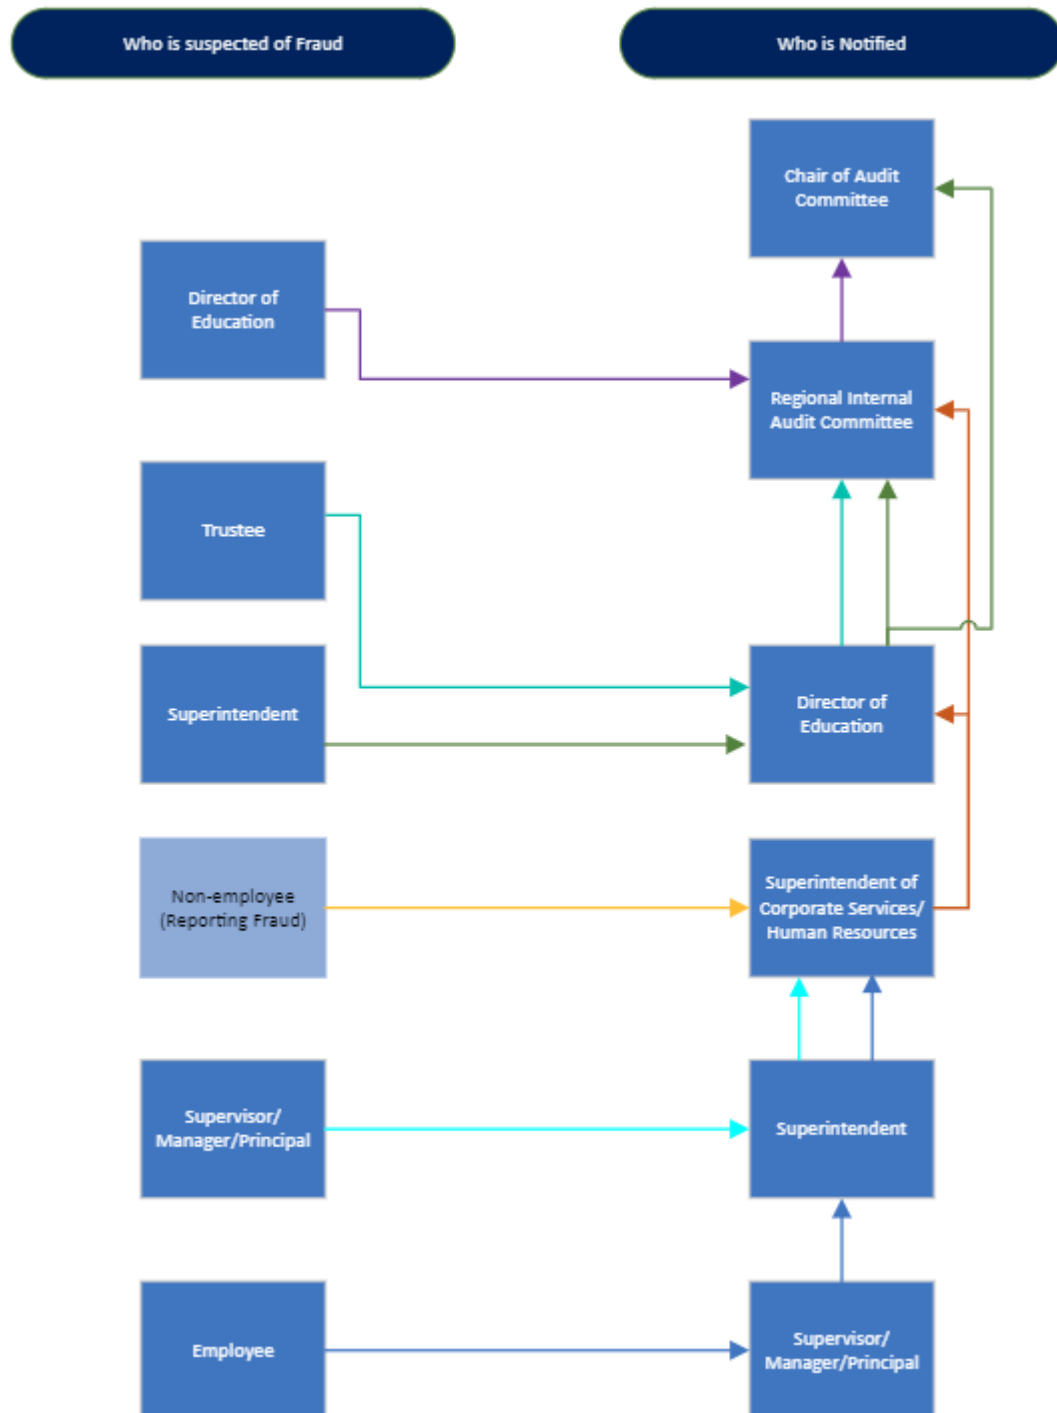 Who is suspected of Fraud
Who is Notified
Chair of Audit
Committee
Director of
Education
Regional Internal
Audit Committee
Trustee
Superintendent
Director of
Education
Non-employee
(Reporting Fraud)
Superintendent of
Corporate Services/
Human Resources
Supervisor/
Manager/Principal
Superintendent
Employee
Supervisor/
Manager/Principal